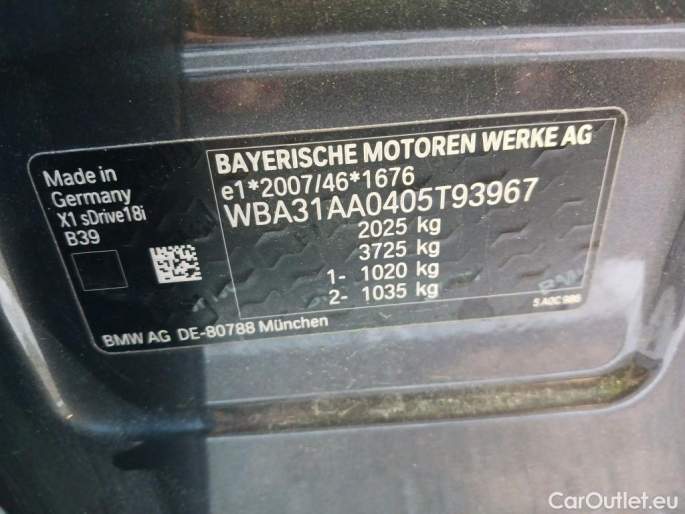 BAYERISCHE MOTOREN WERKE AG
e1*2007/46*1676
WBA31AA0405T93967
2025 kg
3725 kg
1- 1020 kg
2- 1035 kg
Made in
Germany
X1 sDrive18i
B39
BMW AG DE-80788 München
CarOutlet.eu